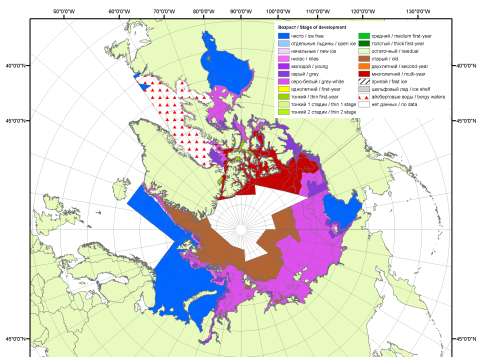 50°0'0"W 60°0'0"W 70°0'0"W 80°0'0"W 90°0'0"W 100°0'0"W 110°0'0"W 120°0'0"W 130°0'0"W
Возраст / Stage of development
чисто / ice free
отдельные льдины / open ice
начальные / new ice
нилас / nilas
молодой / young
серый / grey
серо-белый / grey-white
однолетний / first-year
тонкий / thin first-year
тонкий 1 стадии / thin 1 stage
тонкий 2 стадии / thin 2 stage
средний / medium first-year
толстый / thick first-year
остаточный / residual
старый / old
двухлетний / second-year
многолетний / multi-year
припай / fast ice
шельфовый лед / ice shelf
айсберговые воды / bergy waters
нет данных / no data
40°0'0"N
45°0'0"N
45°0'0"N
40°0'0"N
45°0'0"N
45°0'0"N